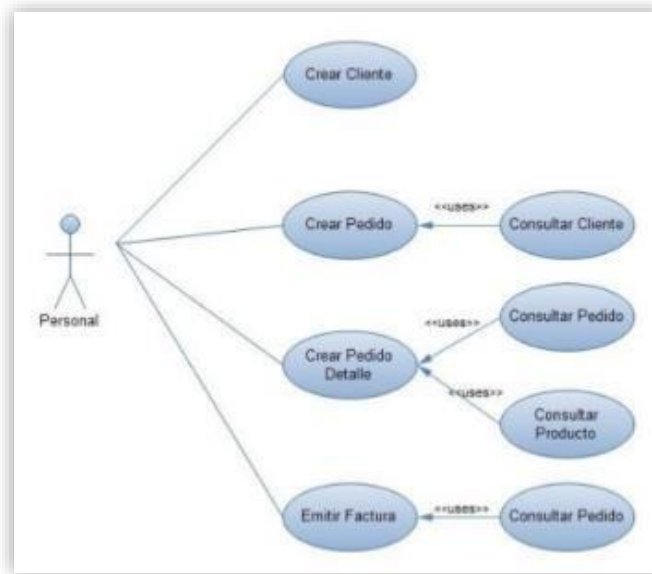 Crear Cliente
<<uses>>
Crear Pedido
Consultar Cliente
Personal
<<uses>>
Consultar Pedido
Crear Pedido
Detalle
<<uses>>
Consultar
Producto
<<uses>>
Emitir Factura
Consultar Pedido